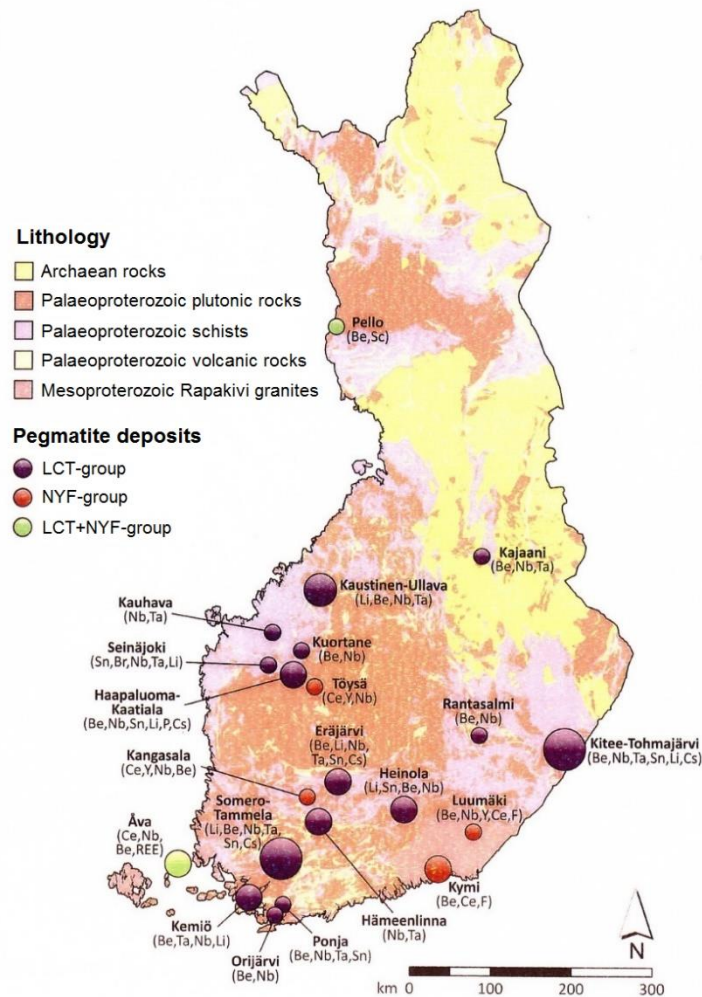 Lithology
Archaean rocks
Palaeoproterozoic plutonic rocks
Palaeoproterozoic schists
Palaeoproterozoic volcanic rocks
Mesoproterozoic Rapakivi granites
Pegmatite deposits
LCT-group
NYF-group
LCT+NYF-group
Pello
(Be,Sc)
Kajaani
(Be,Nb,Ta)
Kaustinen-Ullava
(Li,Be,Nb,Ta)
Kauhava
(Nb,Ta)
Kuortane
(Be,Nb)
Seinäjoki
(Sn,Br,Nb,Ta,Li)
Töysä
(Ce,Y,Nb)
Haapaluoma-
Kaatiala
(Be,Nb,Sn,Li,P,Cs)
Rantasalmi
(Be,Nb)
Kitee-Tohmajärvi
(Be,Nb,Ta,Sn,Li,Cs)
Eräjärvi
(Be,Li,Nb,
Ta,Sn,Cs)
Kangasala
(Ce,Y,Nb,Be)
Heinola
(Li,Sn,Be,Nb)
Luumäki
(Be,Nb,Y,Ce,F)
Somero-
Tammela
(Li,Be,Nb,Ta,
Sn,Cs)
Åva
(Ce,Nb,
Be,REE)
Kymi
(Be,Ce,F)
Hämeenlinna
(Nb,Ta)
Kemiö
(Be,Ta,Nb,Li)
Ponja
(Be,Nb,Ta,Sn)
Orijärvi
(Be,Nb)
N
km 0 100 200 300